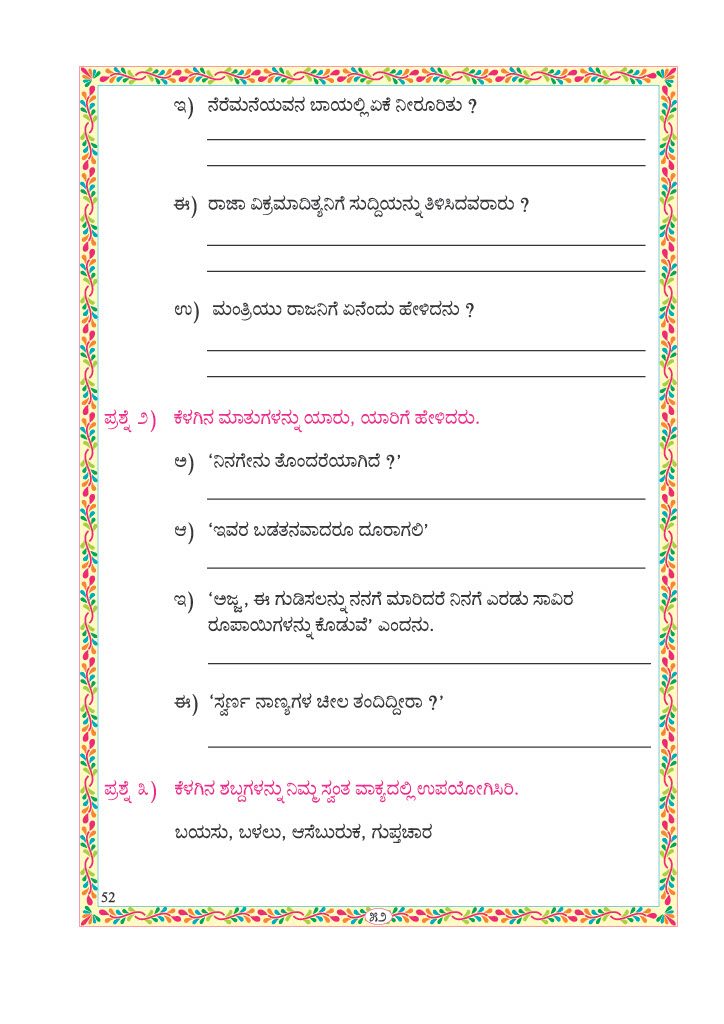 ಇ) ನೆರೆಮನೆಯವನ ಬಾಯಲ್ಲಿ ಏಕೆ ನೀರೂರಿತು ?
ಈ) ರಾಜಾ ವಿಕ್ರಮಾದಿತ್ಯನಿಗೆ ಸುದ್ದಿಯನ್ನು ತಿಳಿಸಿದವರಾರು ?
ಉ) ಮಂತ್ರಿಯು ರಾಜನಿಗೆ ಏನೆಂದು ಹೇಳಿದನು ?
ಪ್ರಶ್ನೆ ೨) ಕೆಳಗಿನ ಮಾತುಗಳನ್ನು ಯಾರು, ಯಾರಿಗೆ ಹೇಳಿದರು.
ಅ) ‘ನಿನಗೇನು ತೊಂದರೆಯಾಗಿದೆ ?’
ಆ) ‘ಇವರ ಬಡತನವಾದರೂ ದೂರಾಗಲಿ’
ಇ) ‘ಅಜ್ಜ , ಈ ಗುಡಿಸಲನ್ನು ನನಗೆ ಮಾರಿದರೆ ನಿನಗೆ ಎರಡು ಸಾವಿರ
ರೂಪಾಯಿಗಳನ್ನು ಕೊಡುವೆ’ ಎಂದನು.
ಈ) ‘ಸ್ವರ್ಣ ನಾಣ್ಯಗಳ ಚೀಲ ತಂದಿದ್ದೀರಾ ?’
ಪ್ರಶ್ನೆ ೩) ಕೆಳಗಿನ ಶಬ್ದಗಳನ್ನು ನಿಮ್ಮ ಸ್ವಂತ ವಾಕ್ಯದಲ್ಲಿ ಉಪಯೋಗಿಸಿರಿ.
ಬಯಸು, ಬಳಲು, ಆಸೆಬುರುಕ, ಗುಪ್ತಚಾರ
52
೫೨